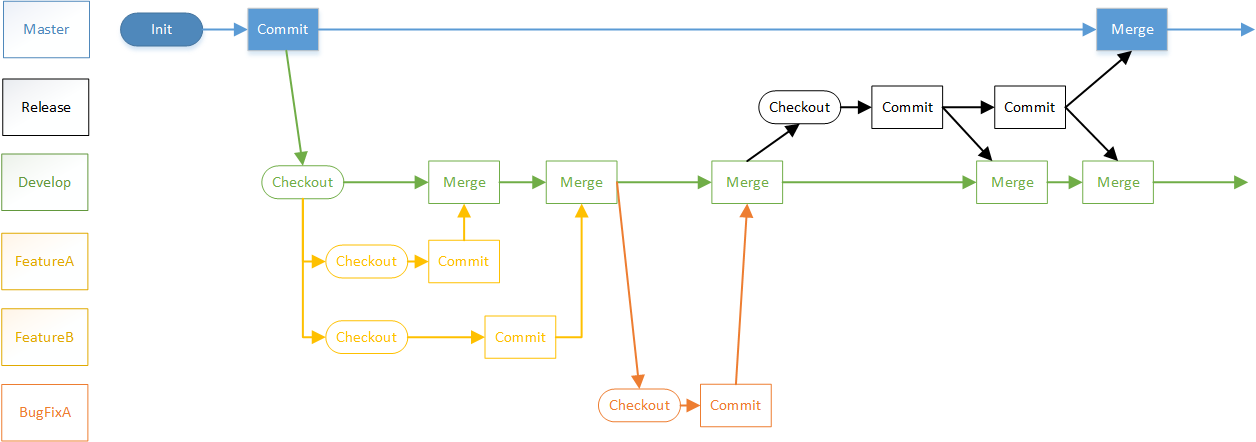 Master
Init
Commit
Merge
Release
Checkout
Commit
Commit
Develop
Checkout
Merge
Merge
Merge
Merge
Merge
FeatureA
Checkout
Commit
FeatureB
Checkout
Commit
BugFixA
Checkout
Commit